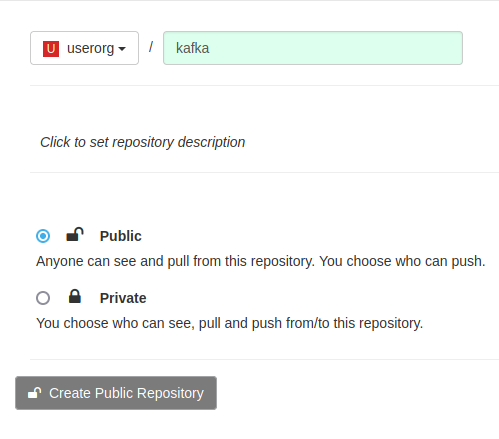 U userorg / kafka
Click to set repository description
Public
Anyone can see and pull from this repository. You choose who can push.
Private
You choose who can see, pull and push from/to this repository.
Create Public Repository